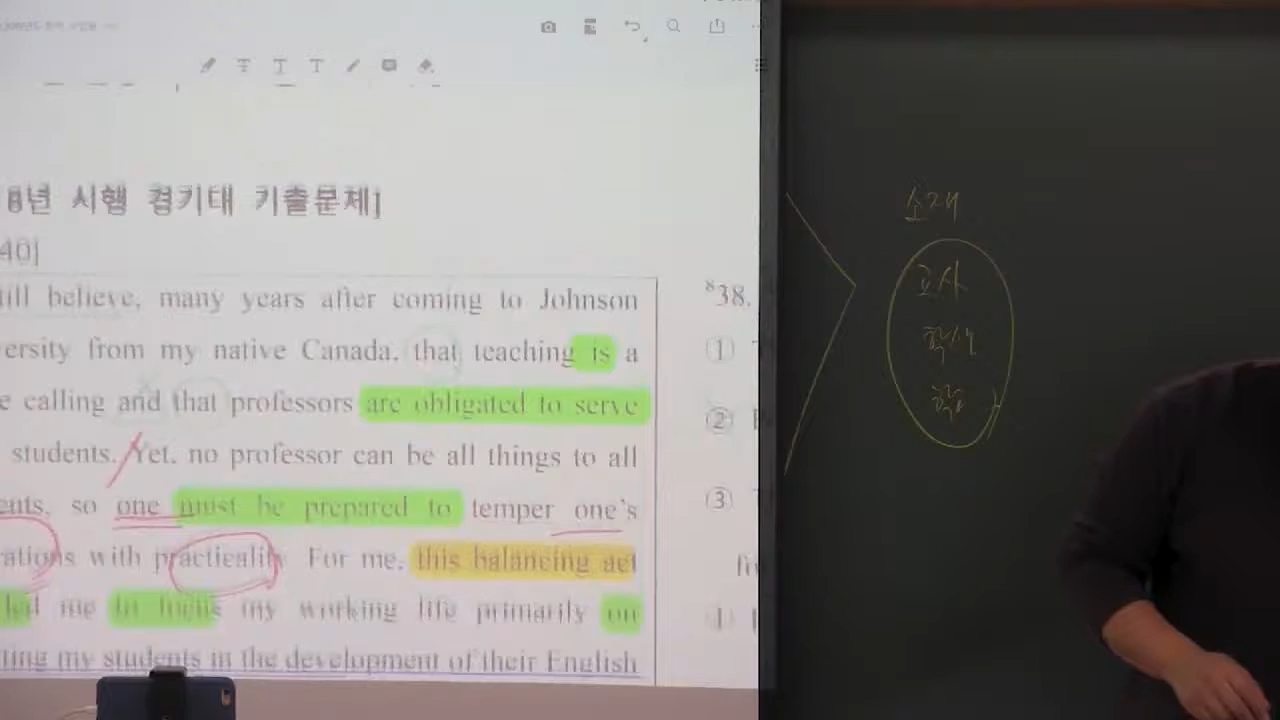 8년 시행 경기대 기출문제]
40]
ill believe, many years after coming to Johnson
ersity from my native Canada, that teaching is a
e calling and that professors are obligated to serve
students. Yet, no professor can be all things to all
ents, so one must be prepared to temper one's
rations with practicality. For me, this balancing act
led me to focus my working life primarily on
ting my students in the development of their English
*38.
①
②
③
소재
교사
학생